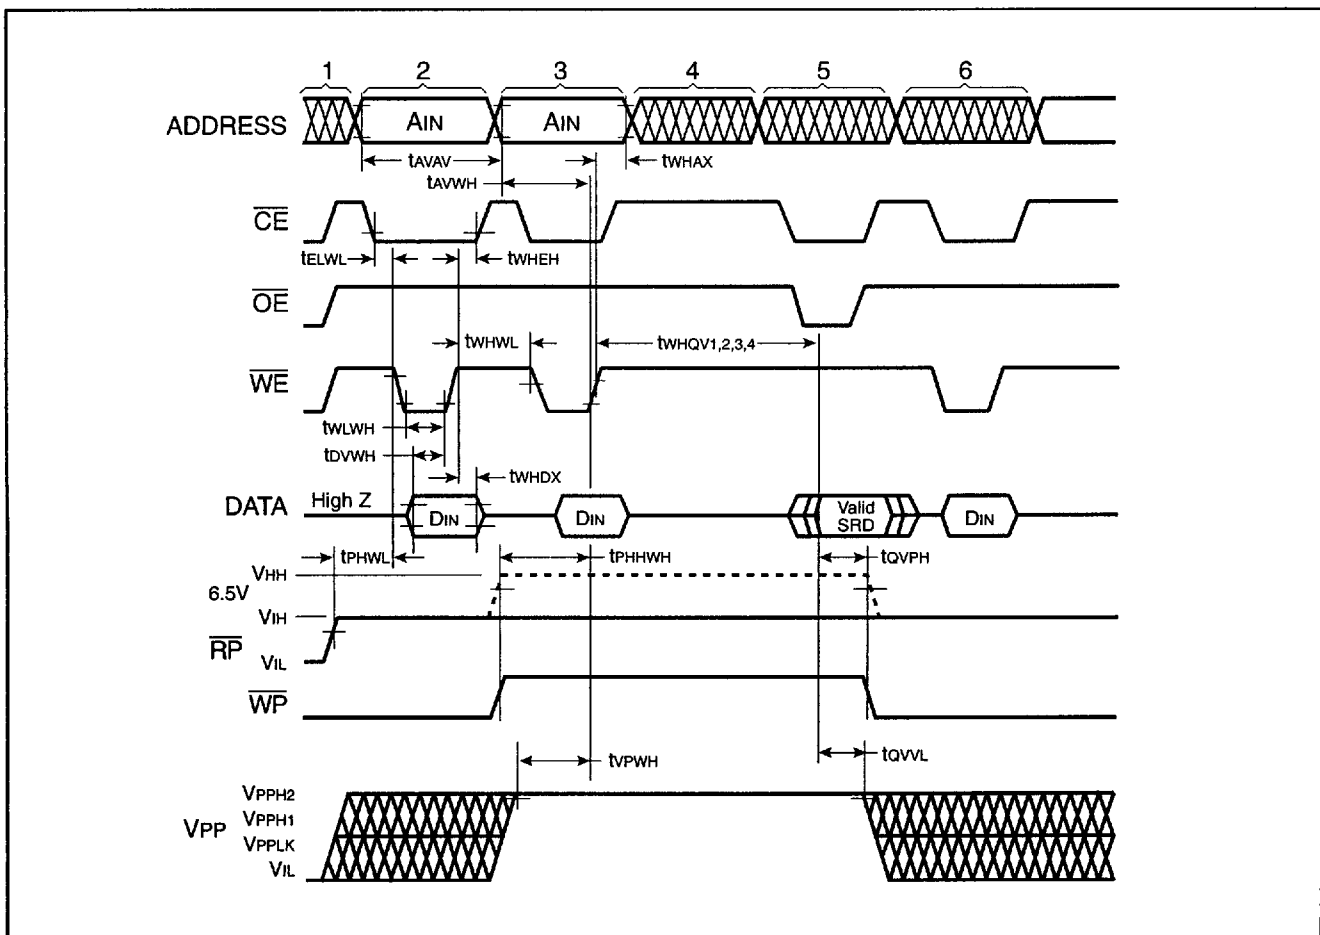 1 2 3 4 5 6
ADDRESS AIN AIN
tAVAV tWHAX
tAVWH
CE
tELWL tWHEH
OE
tWHWL tWHQV1,2,3,4
WE
tWLWH
tDVWH
tWHDX
DATA High Z DIN DIN Valid SRD DIN
tPHWL tPHHWH tQVPH
VHH
6.5V
VIH
RP
VIL
WP
tVPWH tQVVL
VPPH2
VPP VPPH1
VPPLK
VIL